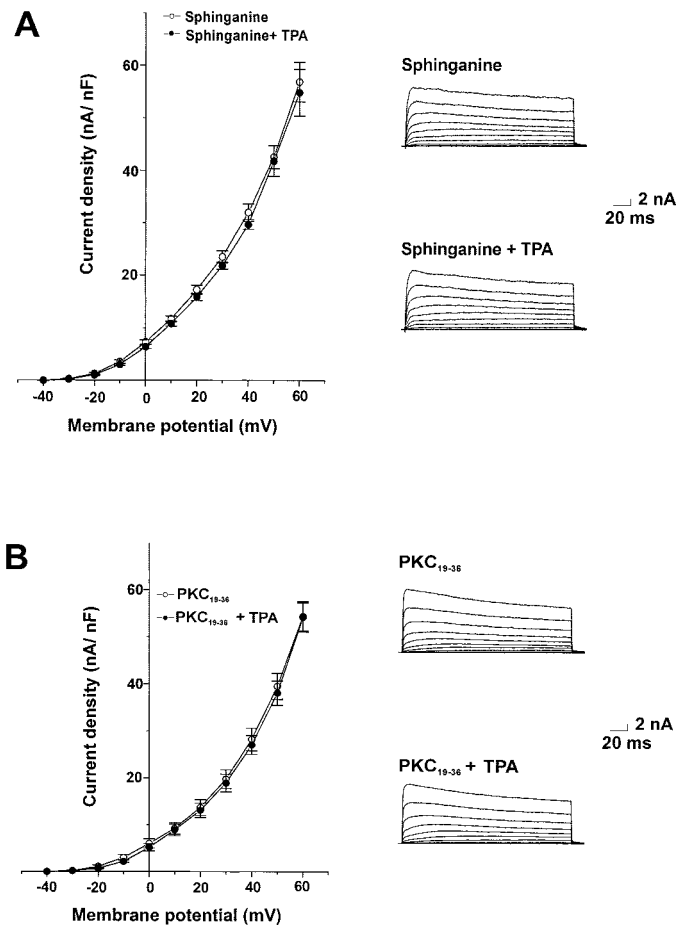 A
Sphinganine
Sphinganine+ TPA
60
40
20
Current density (nA/ nF)
-40 -20 0 20 40 60
Membrane potential (mV)
Sphinganine
2 nA
20 ms
Sphinganine + TPA
B
PKC19-36
PKC19-36 + TPA
60
40
20
Current density (nA/ nF)
-40 -20 0 20 40 60
Membrane potential (mV)
PKC19-36
2 nA
20 ms
PKC19-36 + TPA